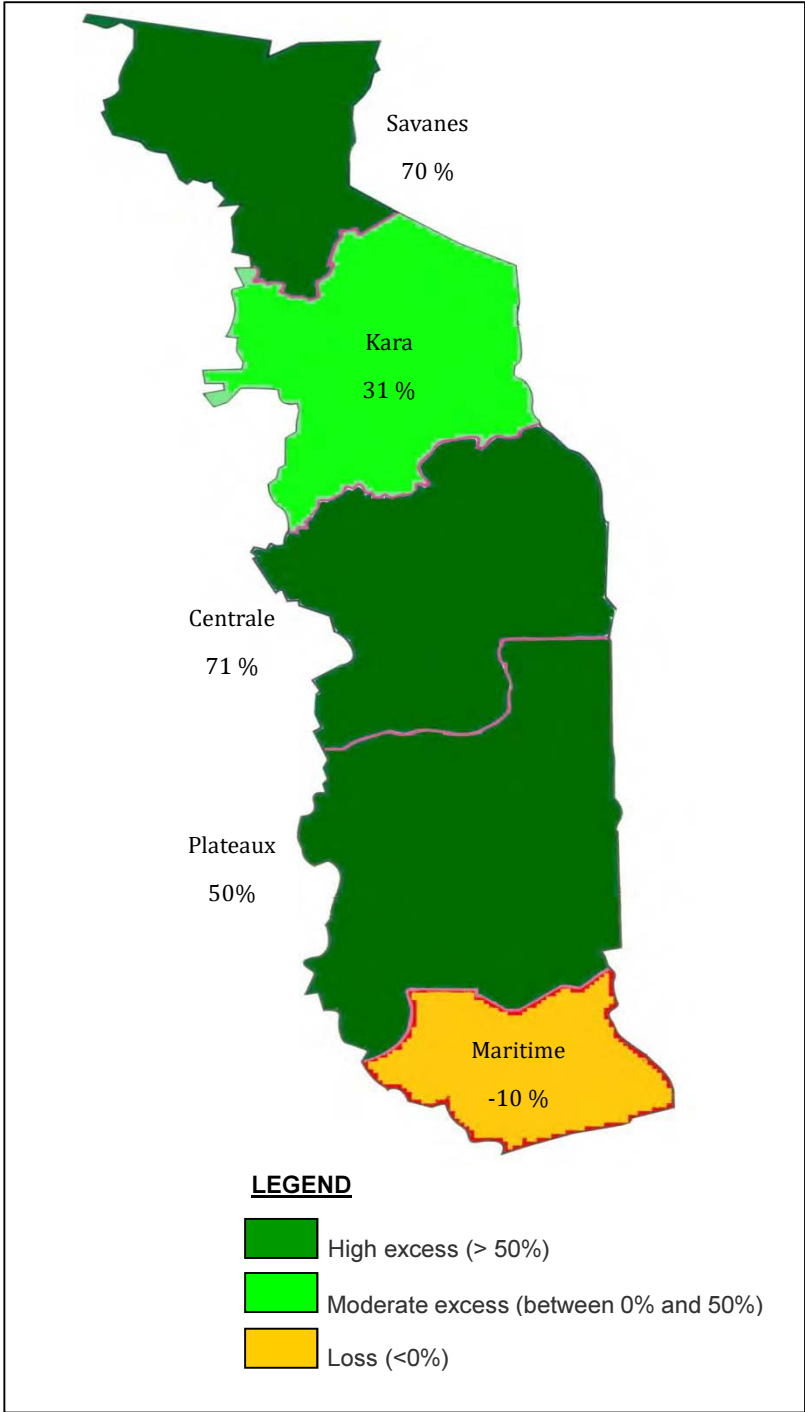 Savanes
70 %
Kara
31 %
Centrale
71 %
Plateaux
50%
Maritime
-10 %
LEGEND
High excess (> 50%)
Moderate excess (between 0% and 50%)
Loss (<0%)